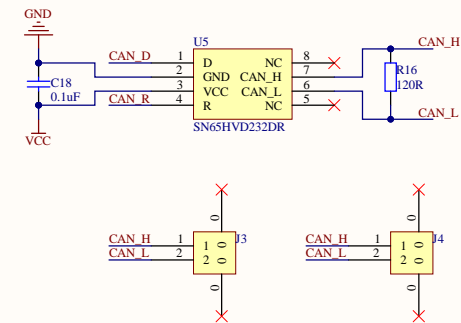 GND
U5
CAN_H
CAN_D 1 D NC 8
2 GND CAN_H 7
C18 3 VCC CAN_L 6 R16
0.1uF CAN_R 4 R NC 5 120R
CAN_L
VCC
SN65HVD232DR
0 0
J3 J4
CAN_H 1 1 0 CAN_H 1 1 0
CAN_L 2 2 0 CAN_L 2 2 0
0 0